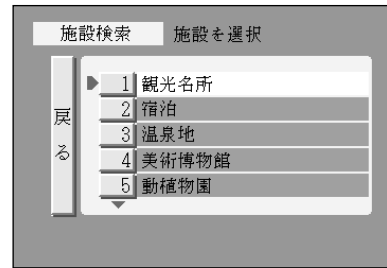 施設検索 施設を選択
戻る
1 観光名所
2 宿泊
3 温泉地
4 美術博物館
5 動植物園